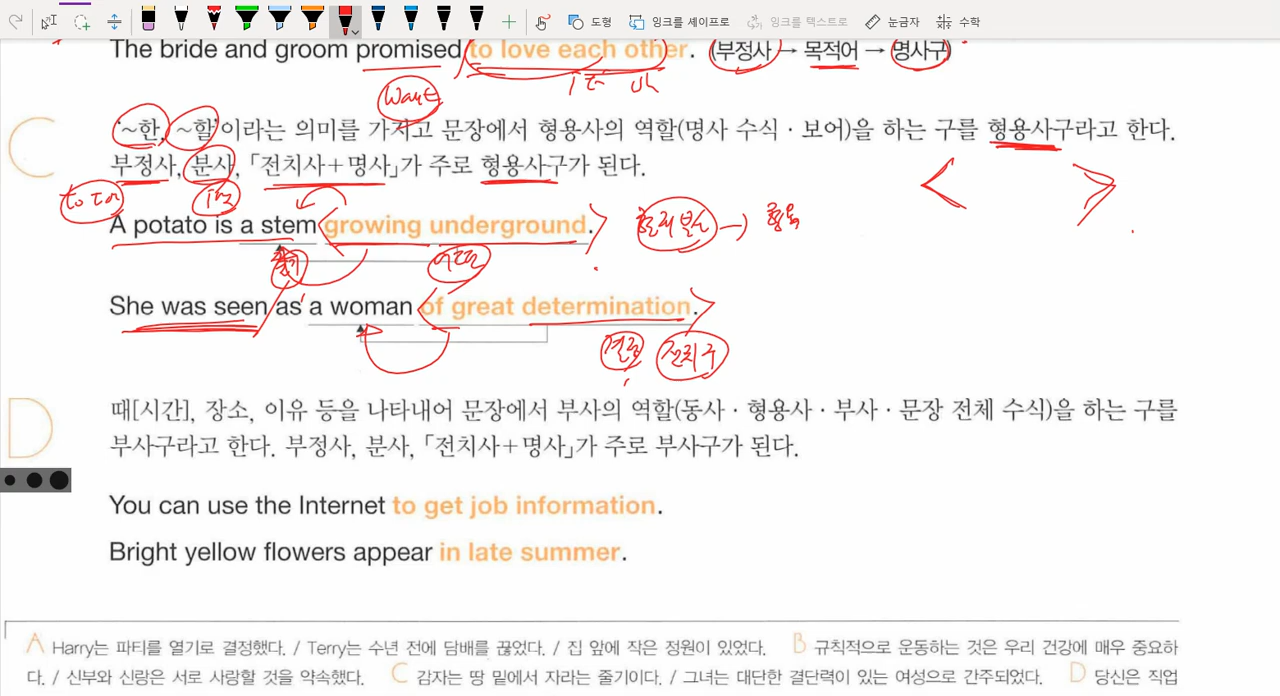 도형 잉크를 셰이프로 잉크를 텍스트로 눈금자 수학
The bride and groom promised to love each other. (부정사 → 목적어 → 명사구)
want
'~한, ~할'이라는 의미를 가지고 문장에서 형용사의 역할(명사 수식 · 보어)을 하는 구를 형용사구라고 한다.
부정사, 분사, 「전치사+명사」가 주로 형용사구가 된다.
ing
A potato is a stem growing underground.
She was seen as a woman of great determination.
전치구
D 때[시간], 장소, 이유 등을 나타내어 문장에서 부사의 역할(동사 · 형용사 · 부사 · 문장 전체 수식)을 하는 구를
부사구라고 한다. 부정사, 분사, 「전치사+명사」가 주로 부사구가 된다.
You can use the Internet to get job information.
Bright yellow flowers appear in late summer.
A Harry는 파티를 열기로 결정했다. / Terry는 수년 전에 담배를 끊었다. / 집 앞에 작은 정원이 있었다. B 규칙적으로 운동하는 것은 우리 건강에 매우 중요하
다. / 신부와 신랑은 서로 사랑할 것을 약속했다. C 감자는 땅 밑에서 자라는 줄기이다. / 그녀는 대단한 결단력이 있는 여성으로 간주되었다. D 당신은 직업